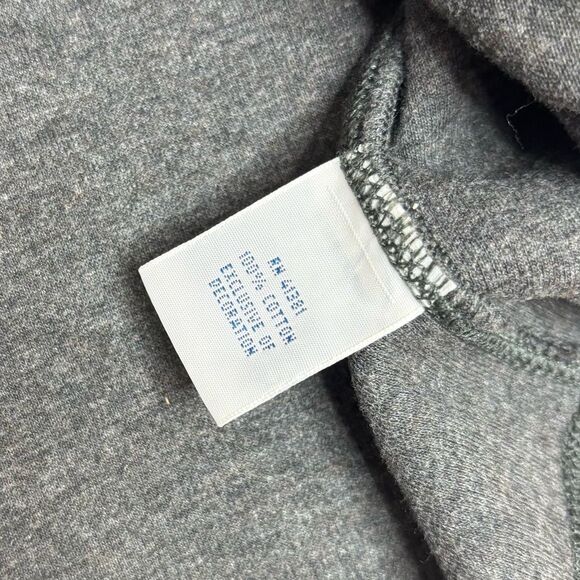 RN 41381
100% COTTON
EXCLUSIVE OF
DECORATION